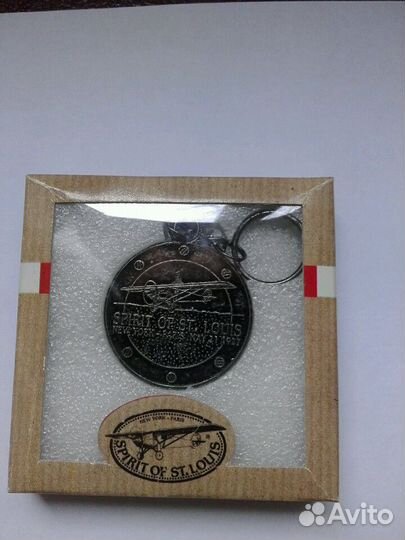 SPIRIT OF ST. LOUIS
NEW YORK - PARIS
SPIRIT OF ST. LOUIS
Avito